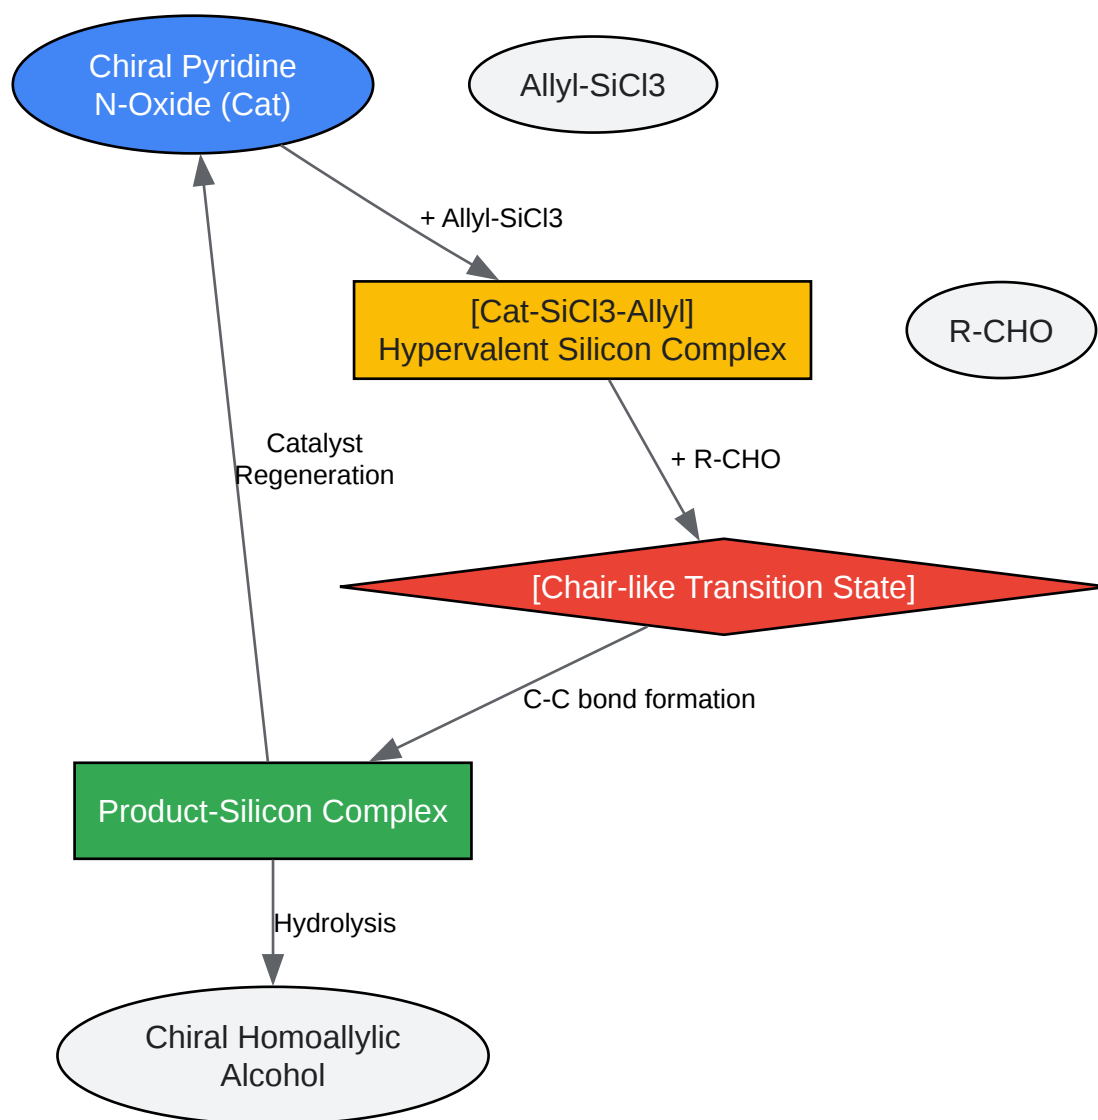 Chiral Pyridine
N-Oxide (Cat)
Allyl-SiCl3
+ Allyl-SiCl3
[Cat-SiCl3-Allyl]
Hypervalent Silicon Complex
R-CHO
Catalyst
Regeneration
+ R-CHO
[Chair-like Transition State]
C-C bond formation
Product-Silicon Complex
Hydrolysis
Chiral Homoallylic
Alcohol